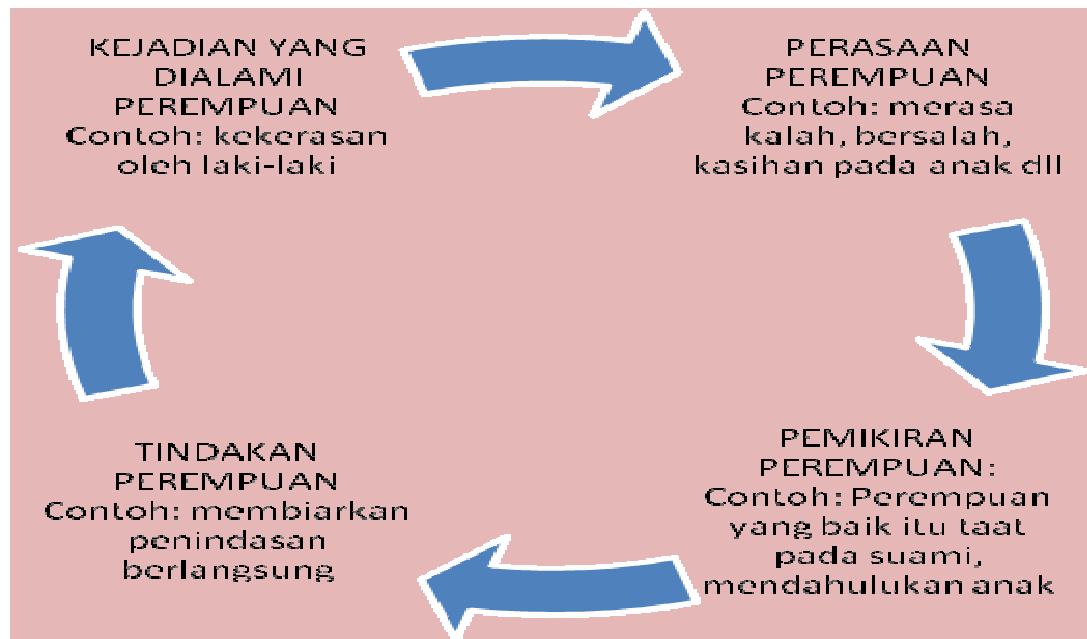 KEJADIAN YANG
DIALAMI
PEREMPUAN
Contoh: kekerasan
oleh laki-laki
PERASAAN
PEREMPUAN
Contoh: merasa
kalah, bersalah,
kasihan pada anak dll
PEMIKIRAN
PEREMPUAN:
Contoh: Perempuan
yang baik itu taat
pada suami,
mendahulukan anak
TINDAKAN
PEREMPUAN
Contoh: membiarkan
penindasan
berlangsung